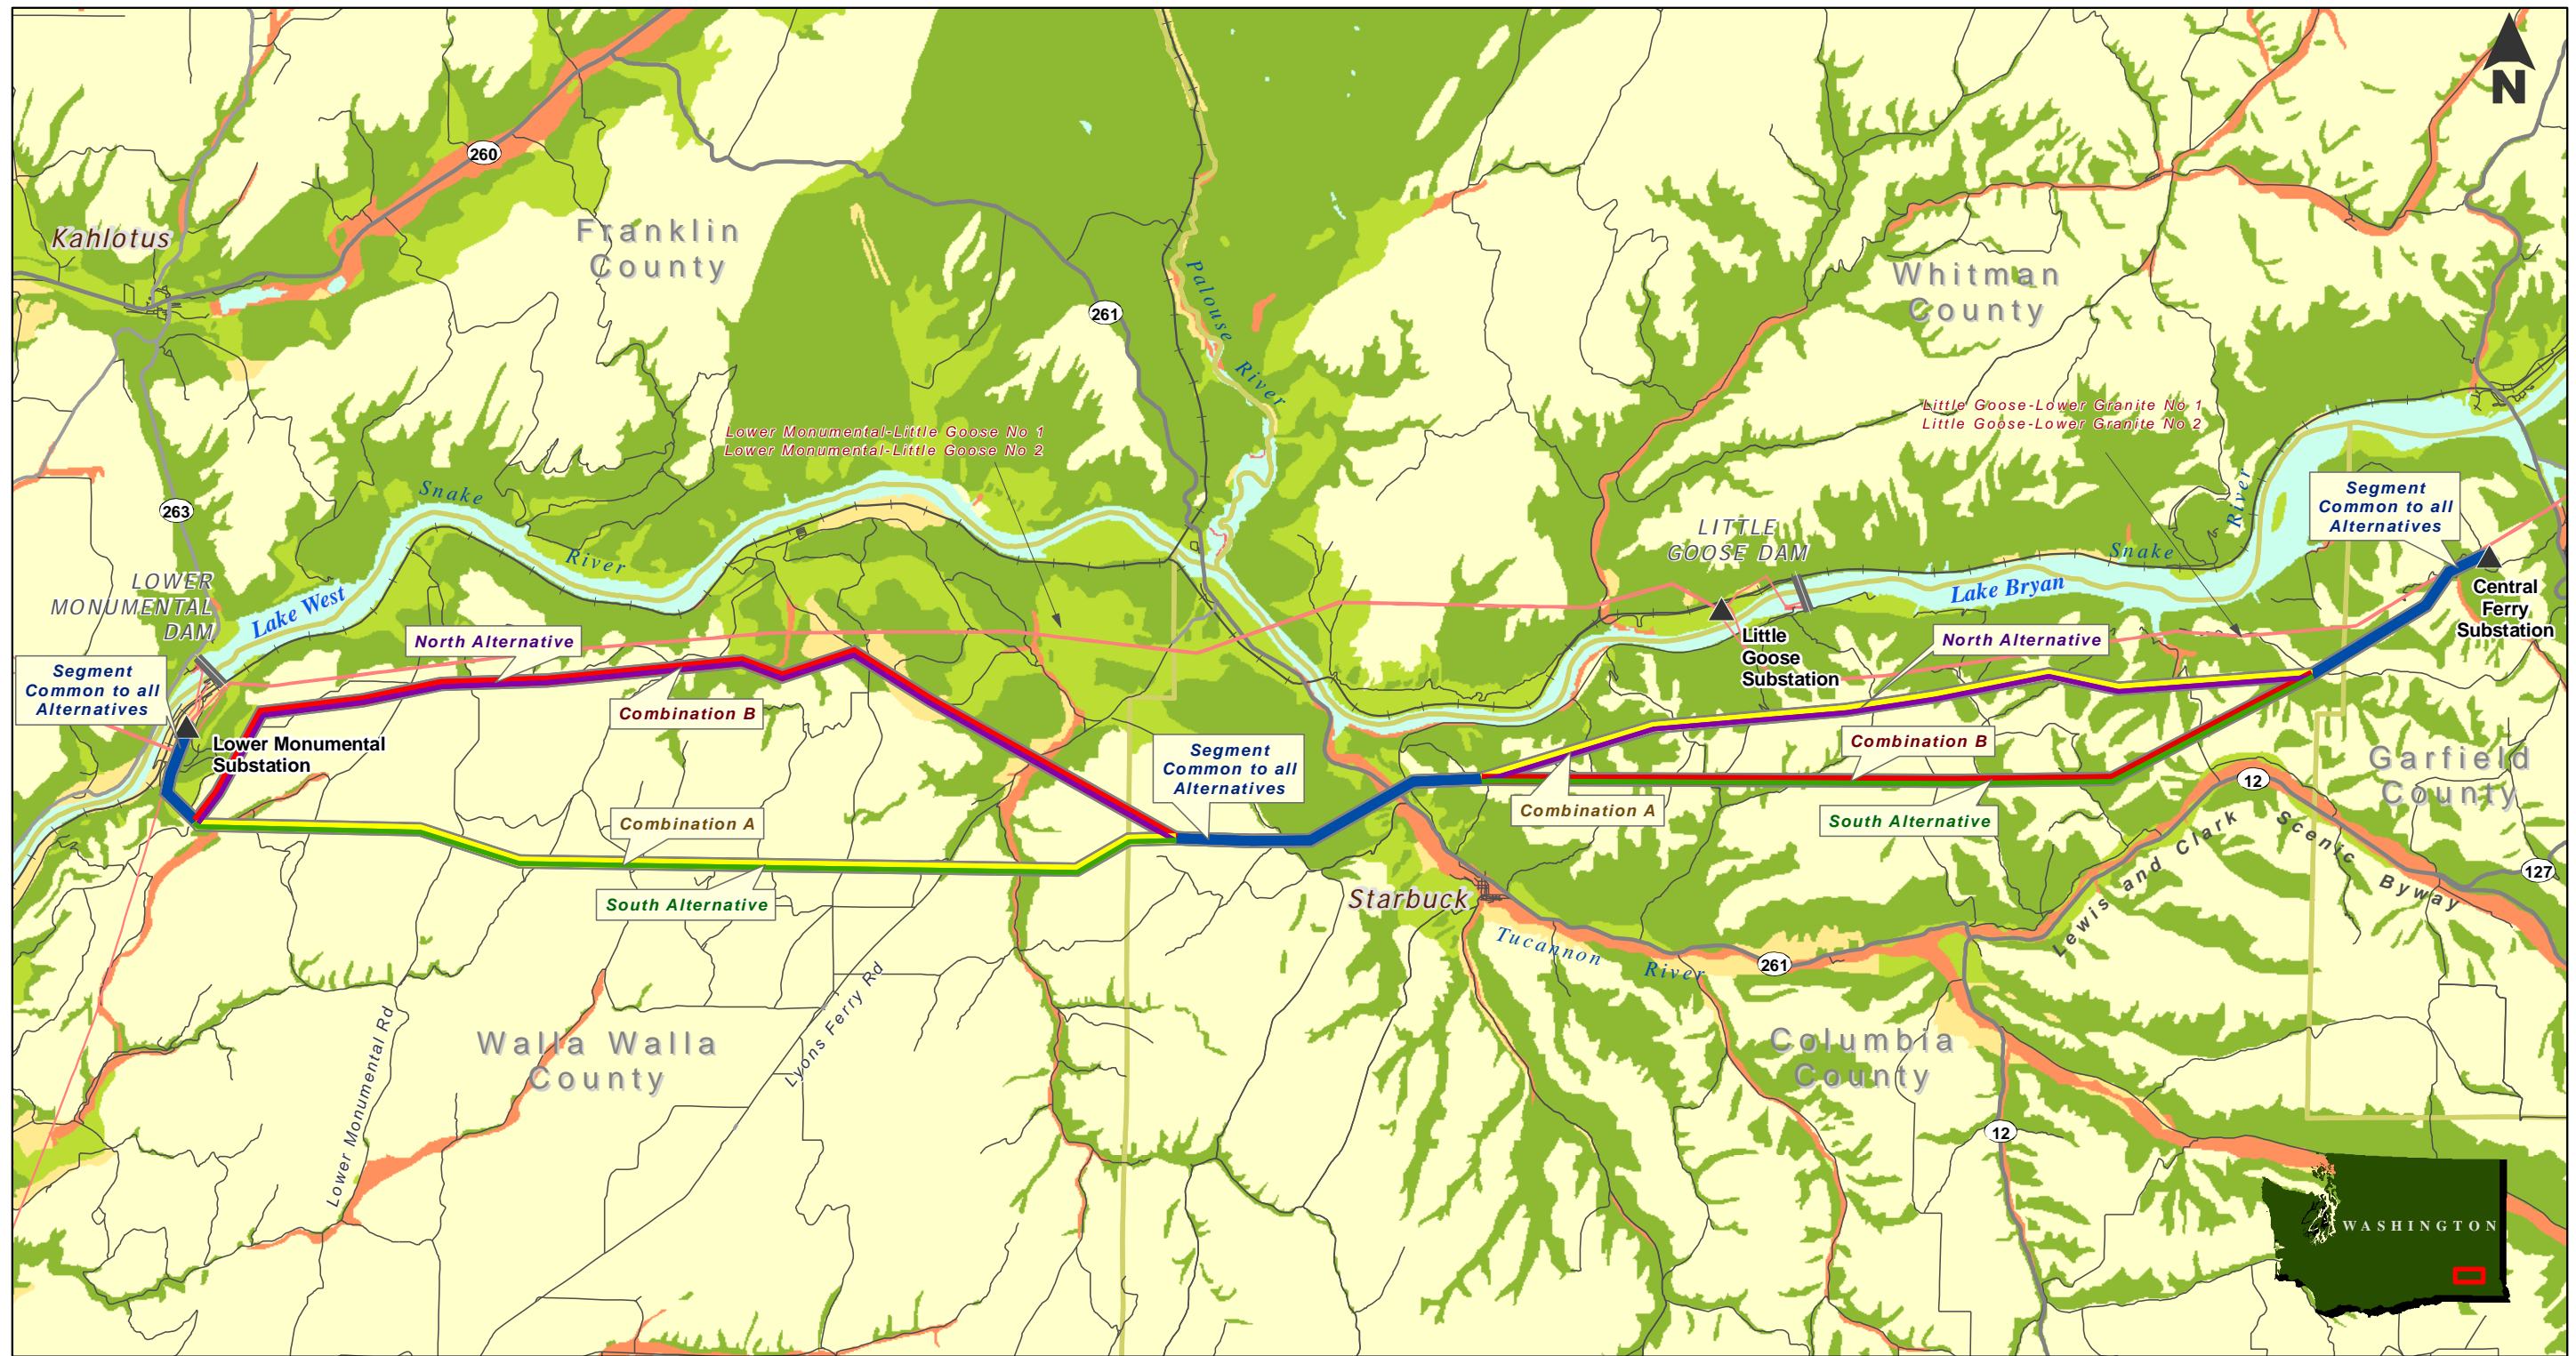 N
260
Kahlotus
Franklin
County
Whitman
County
Palouse River
261
Little Goose-Lower Granite No 1
Little Goose-Lower Granite No 2
Lower Monumental-Little Goose No 1
Lower Monumental-Little Goose No 2
263
Snake
River
Segment
Common to all
Alternatives
River
Snake
LITTLE
GOOSE DAM
LOWER
MONUMENTAL
DAM
Lake West
Lake Bryan
Central
Ferry
Substation
Little
Goose
Substation
North Alternative
North Alternative
Segment
Common to all
Alternatives
Combination B
Lower Monumental
Substation
Segment
Common to all
Alternatives
Combination B
Garfield
County
12
Combination A
Combination A
South Alternative
Lewis and Clark Scenic Byway
127
South Alternative
Starbuck
Tucannon River
261
Lyons Ferry Rd
Lower Monumental Rd
Walla Walla
County
Columbia
County
12
WASHINGTON